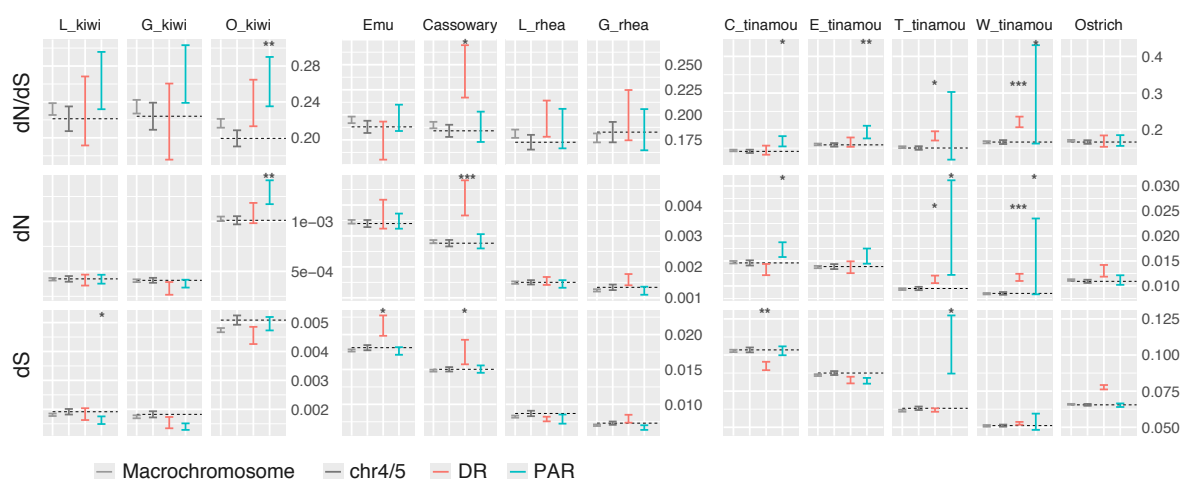 L_kiwi G_kiwi O_kiwi Emu Cassowary L_rhea G_rhea C_tinamou E_tinamou T_tinamou W_tinamou Ostrich
** * * ** *
0.28 0.250 0.4
* ***
dN/dS
0.24 0.225 0.3
0.200
0.20 0.175 0.2
** *** * * *
0.030
0.004 0.025
* ***
dN
1e-03 0.003 0.020
0.002 0.015
5e-04 0.001 0.010
* * * ** *
0.005 0.020 0.125
dS
0.004 0.015 0.100
0.003 0.075
0.002 0.010 0.050
Macrochromosome chr4/5 DR PAR